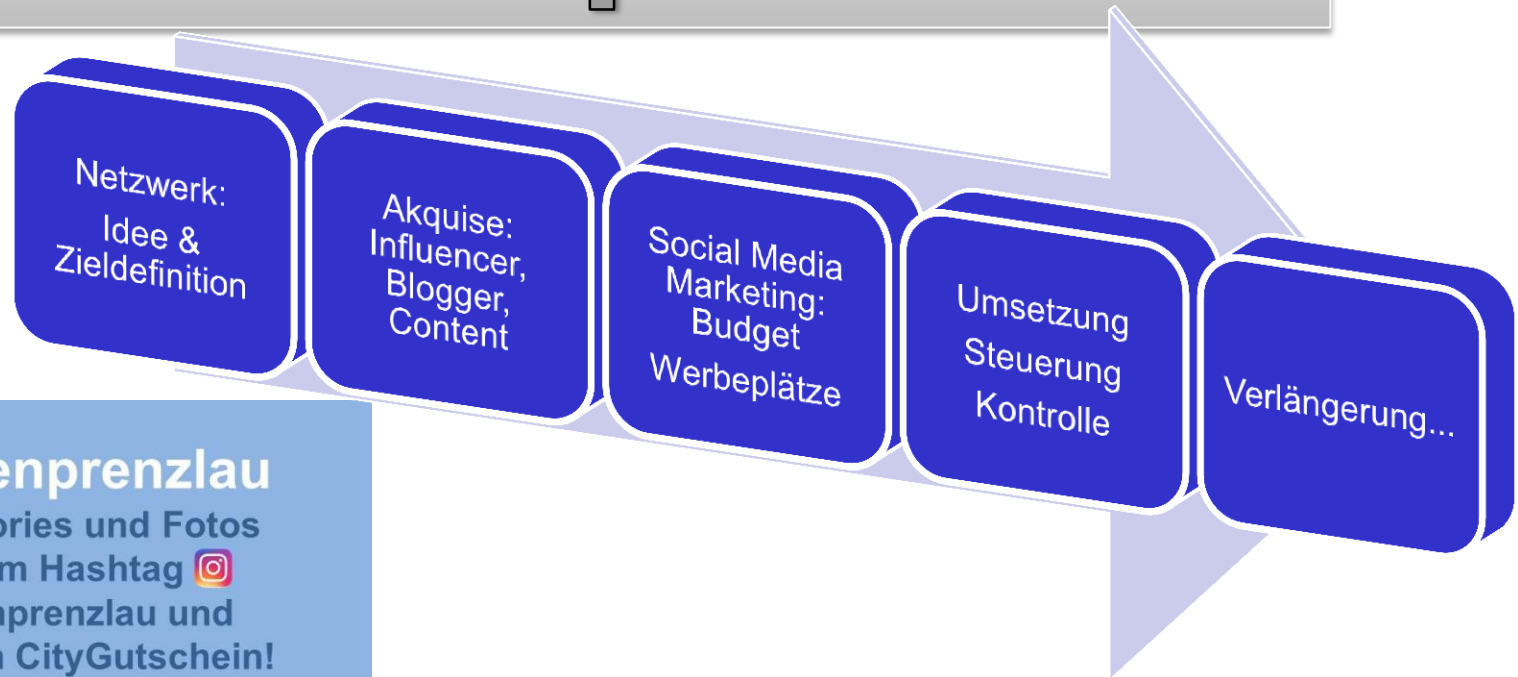 Netzwerk:
Idee &
Zieldefinition
Akquise:
Influencer,
Blogger,
Content
Social Media
Marketing:
Budget
Werbeplätze
Umsetzung
Steuerung
Kontrolle
Verlängerung...
enprenzlau
ories und Fotos
m Hashtag
nprenzlau und
CityGutschein!